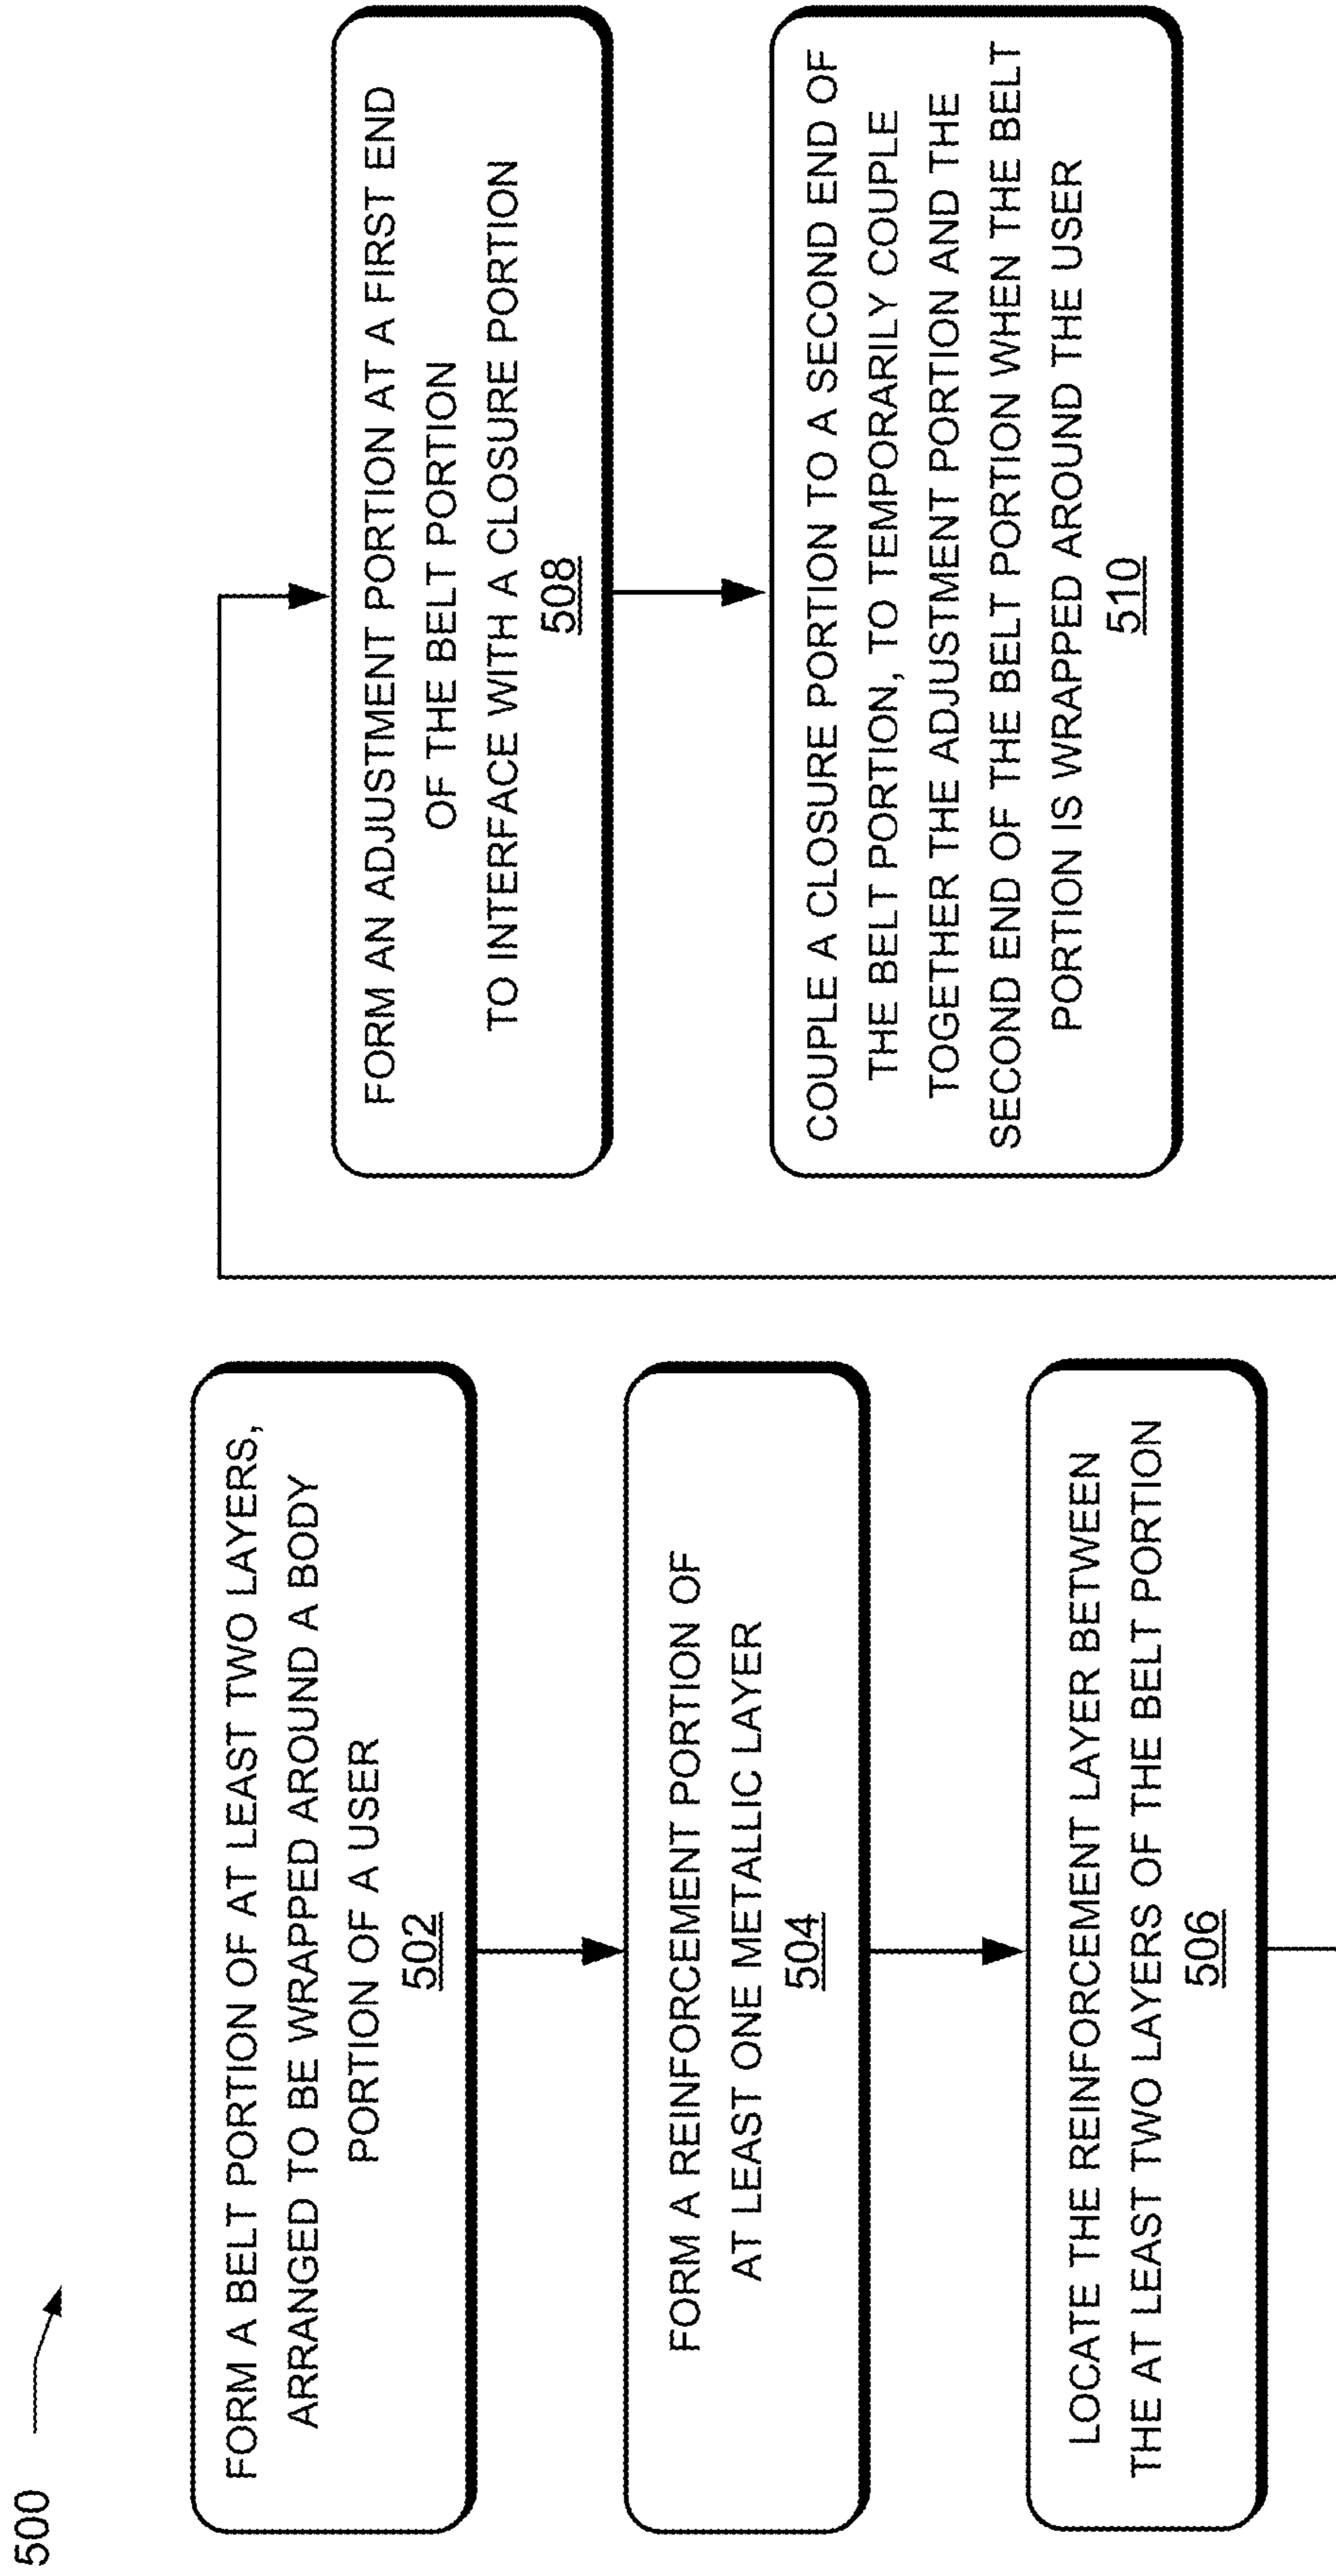 500
FORM A BELT PORTION OF AT LEAST TWO LAYERS,
ARRANGED TO BE WRAPPED AROUND A BODY
PORTION OF A USER
502
FORM A REINFORCEMENT PORTION OF
AT LEAST ONE METALLIC LAYER
504
LOCATE THE REINFORCEMENT LAYER BETWEEN
THE AT LEAST TWO LAYERS OF THE BELT PORTION
506
FORM AN ADJUSTMENT PORTION AT A FIRST END
OF THE BELT PORTION
TO INTERFACE WITH A CLOSURE PORTION
508
COUPLE A CLOSURE PORTION TO A SECOND END OF
THE BELT PORTION, TO TEMPORARILY COUPLE
TOGETHER THE ADJUSTMENT PORTION AND THE
SECOND END OF THE BELT PORTION WHEN THE BELT
PORTION IS WRAPPED AROUND THE USER
510